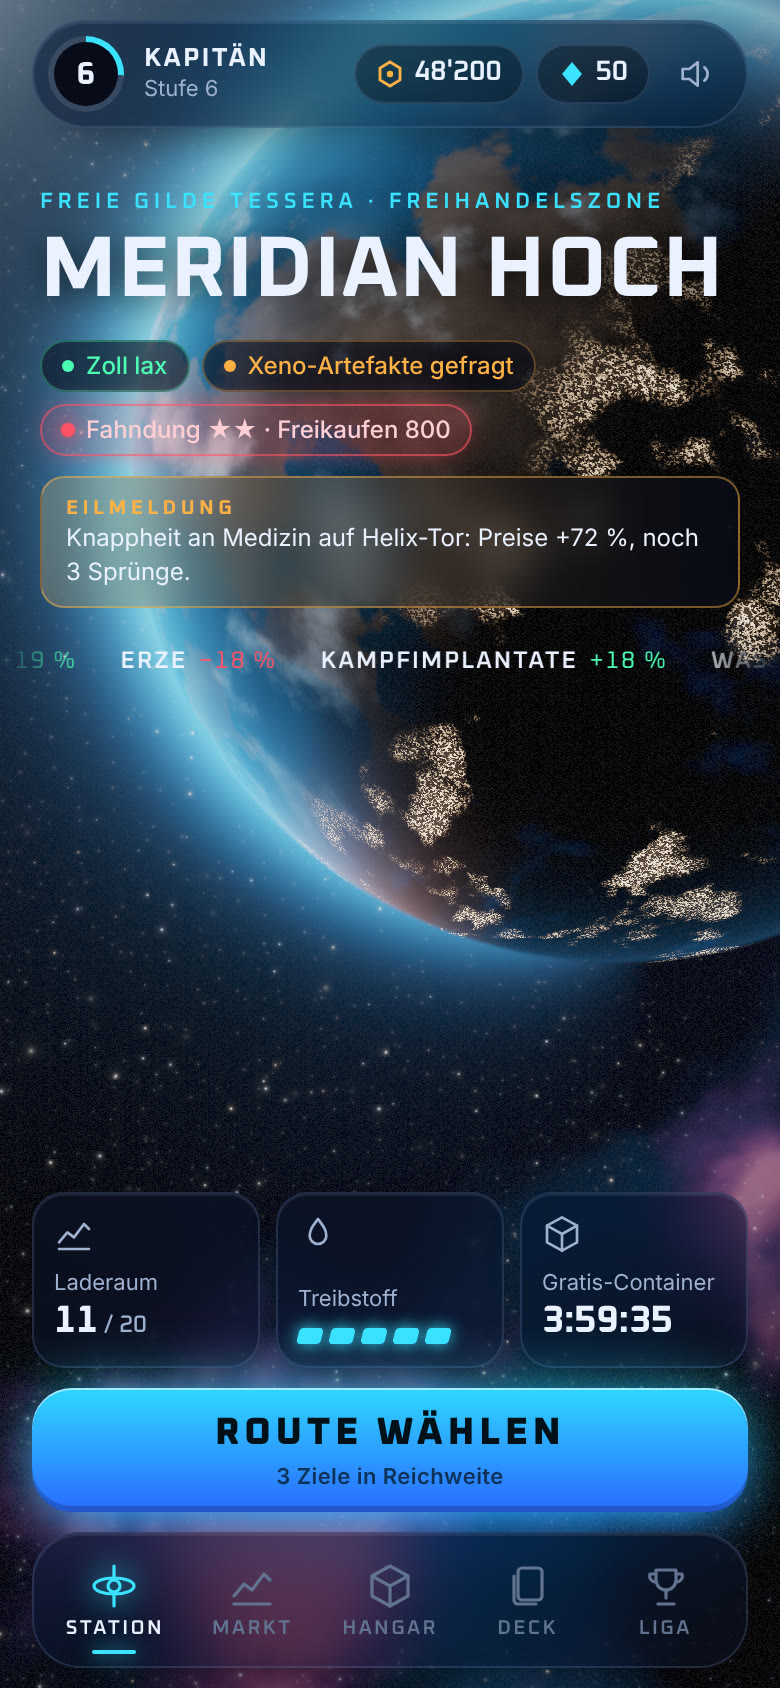 6
KAPITÄN
Stufe 6
48'200
50
FREIE GILDE TESSERA · FREIHANDELSZONE
MERIDIAN HOCH
Zoll lax
Xeno-Artefakte gefragt
Fahndung ★★ · Freikaufen 800
EILMELDUNG
Knappheit an Medizin auf Helix-Tor: Preise +72 %, noch
3 Sprünge.
19 % ERZE −18 % KAMPFIMPLANTATE +18 % WAS
Laderaum
11 / 20
Treibstoff
Gratis-Container
3:59:35
ROUTE WÄHLEN
3 Ziele in Reichweite
STATION
MARKT
HANGAR
DECK
LIGA